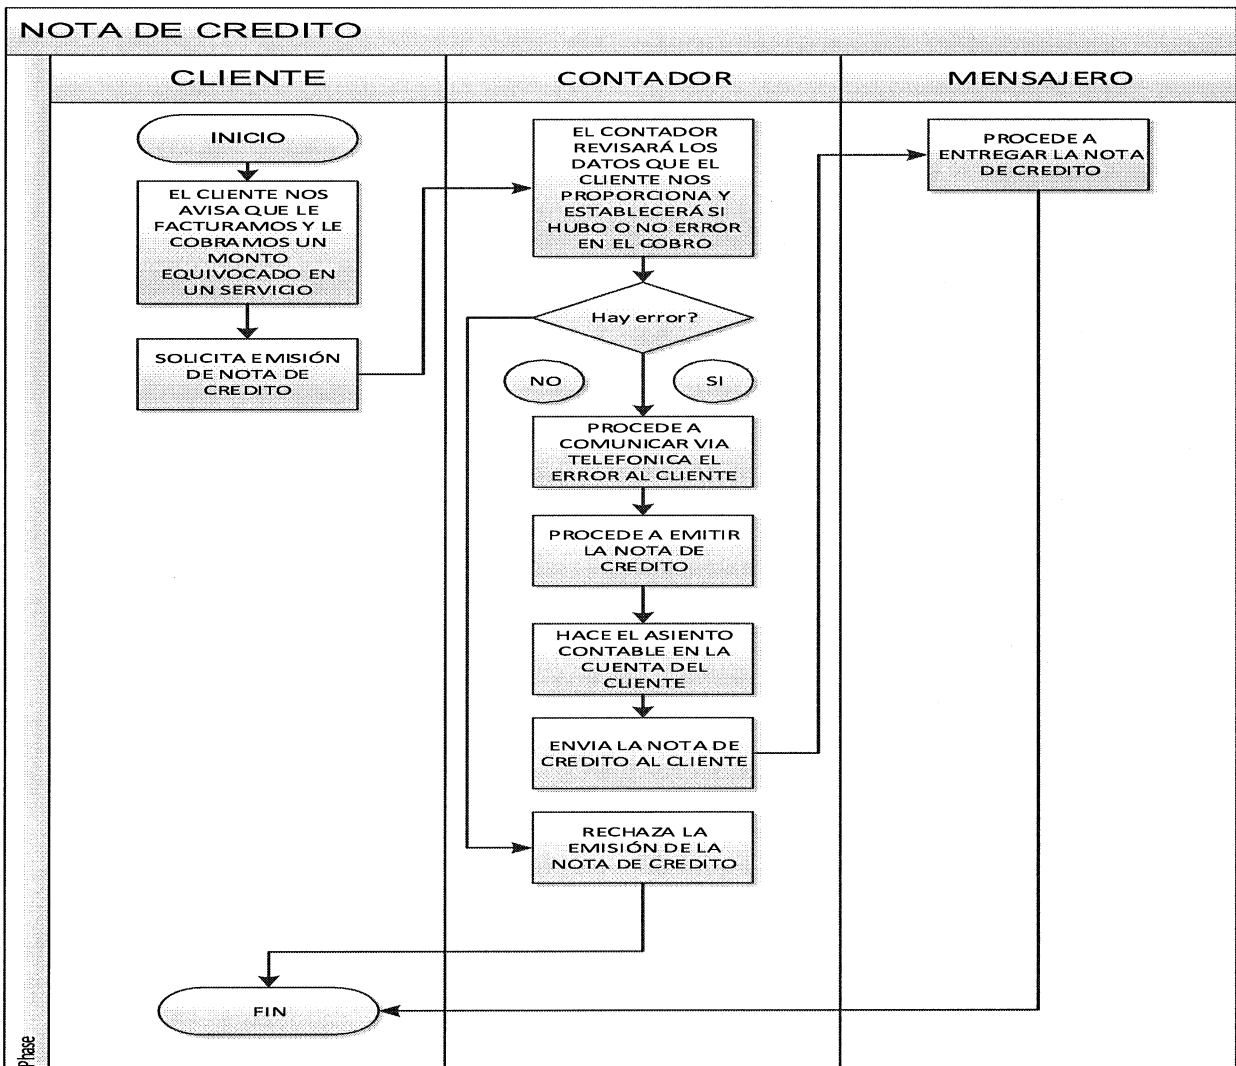 NOTA DE CREDITO
CLIENTE
CONTADOR
MENSAJERO
INICIO
EL CLIENTE NOS
AVISA QUE LE
FACTURAMOS Y LE
COBRAMOS UN
MONTO
EQUIVOCADO EN
UN SERVICIO
SOLICITA EMISIÓN
DE NOTA DE
CREDITO
EL CONTADOR
REVISARÁ LOS
DATOS QUE EL
CLIENTE NOS
PROPORCIONA Y
ESTABLECERÁ SI
HUBO O NO ERROR
EN EL COBRO
Hay error?
NO
SI
PROCEDE A
COMUNICAR VIA
TELEFONICA EL
ERROR AL CLIENTE
PROCEDE A EMITIR
LA NOTA DE
CREDITO
HACE EL ASIENTO
CONTABLE EN LA
CUENTA DEL
CLIENTE
ENVIA LA NOTA DE
CREDITO AL CLIENTE
RECHAZA LA
EMISIÓN DE LA
NOTA DE CREDITO
PROCEDE A
ENTREGAR LA NOTA
DE CREDITO
FIN
Phase